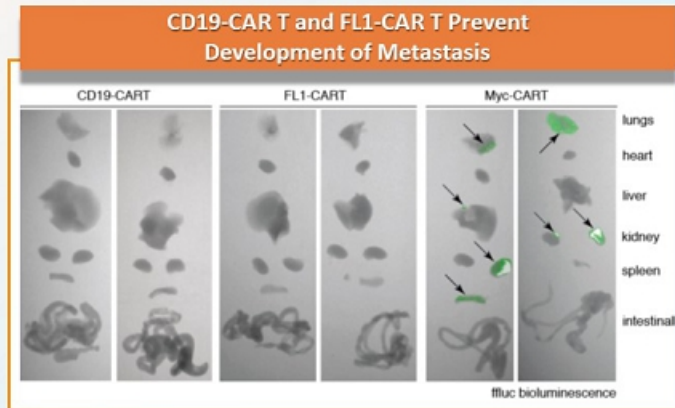 CD19-CAR T and FL1-CAR T Prevent
Development of Metastasis
CD19-CART
FL1-CART
Myc-CART
lungs
heart
liver
kidney
spleen
intestinall
ffluc bioluminescence